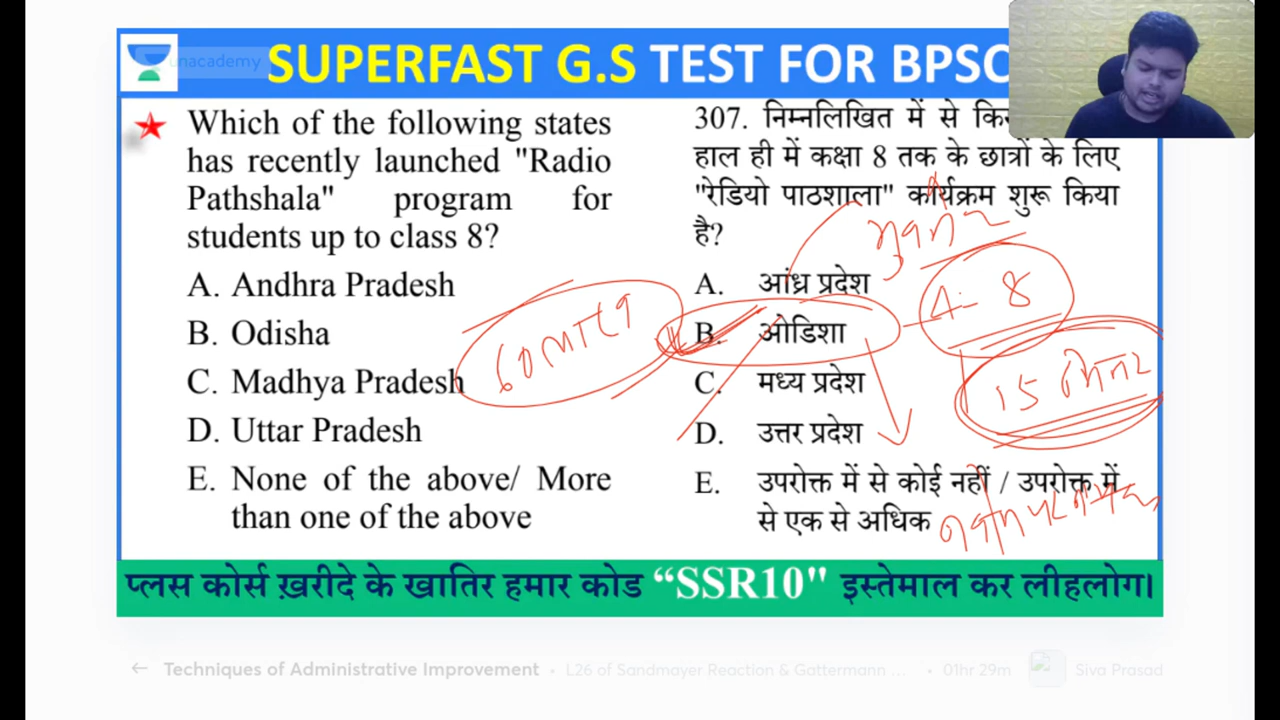 unacademy
SUPERFAST G.S TEST FOR BPSC
Which of the following states
has recently launched "Radio
Pathshala" program for
students up to class 8?
A. Andhra Pradesh
B. Odisha
C. Madhya Pradesh
D. Uttar Pradesh
E. None of the above/ More
than one of the above
307. निम्नलिखित में से
हाल ही में कक्षा 8 तक के छात्रों के लिए
"रेडियो पाठशाला" कार्यक्रम शुरू किया
है?
A. आंध्र प्रदेश
B. ओडिशा
C. मध्य प्रदेश
D. उत्तर प्रदेश
E. उपरोक्त में से कोई नहीं / उपरोक्त में
से एक से अधिक
8
15
प्लस कोर्स ख़रीदे के खातिर हमार कोड “SSR10" इस्तेमाल कर लीहलोग।
Techniques of Administrative Improvement • L26 of Sandmayer Reaction & Gattermann ... • 01hr 29m Siva Prasad